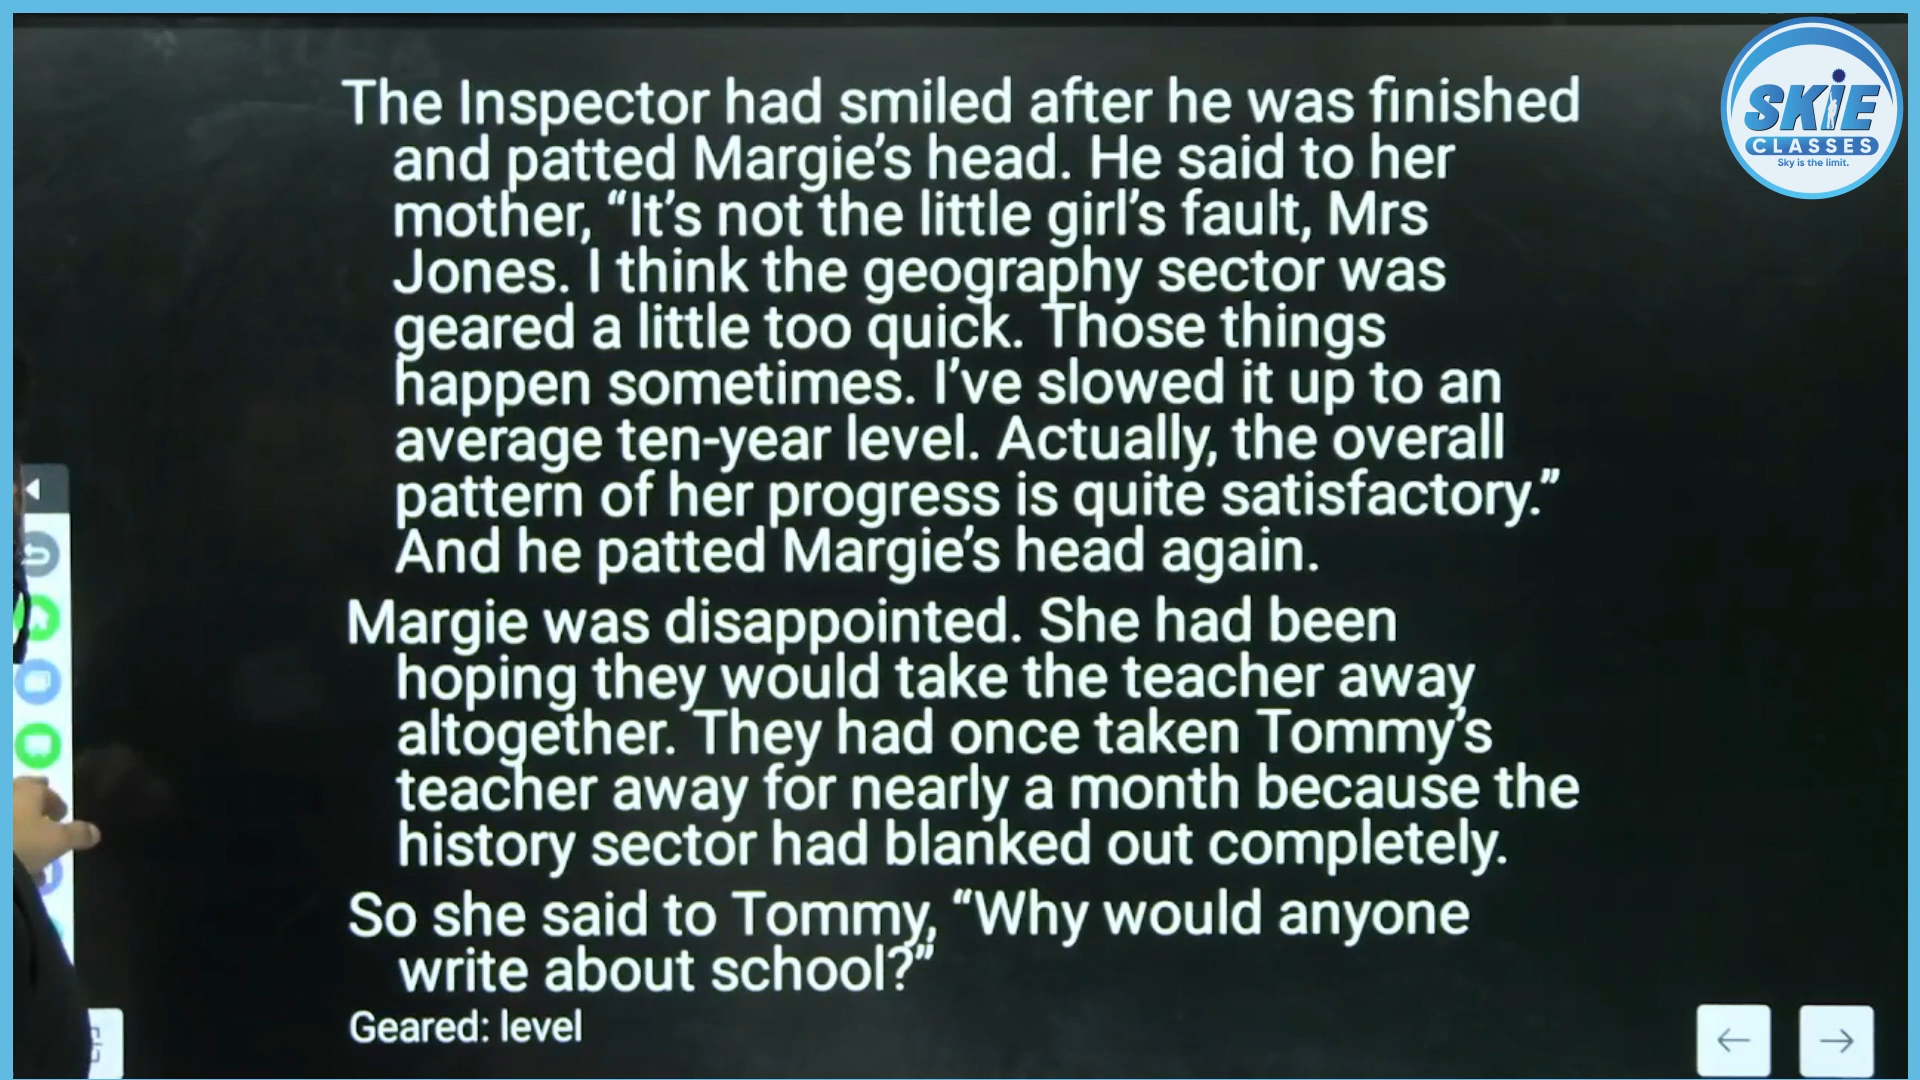 SKiE
CLASSES
Sky is the limit.
The Inspector had smiled after he was finished
and patted Margie's head. He said to her
mother, “It's not the little girl's fault, Mrs
Jones. I think the geography sector was
geared a little too quick. Those things
happen sometimes. I've slowed it up to an
average ten-year level. Actually, the overall
pattern of her progress is quite satisfactory.”
And he patted Margie's head again.
Margie was disappointed. She had been
hoping they would take the teacher away
altogether. They had once taken Tommy's
teacher away for nearly a month because the
history sector had blanked out completely.
So she said to Tommy, “Why would anyone
write about school?”
Geared: level